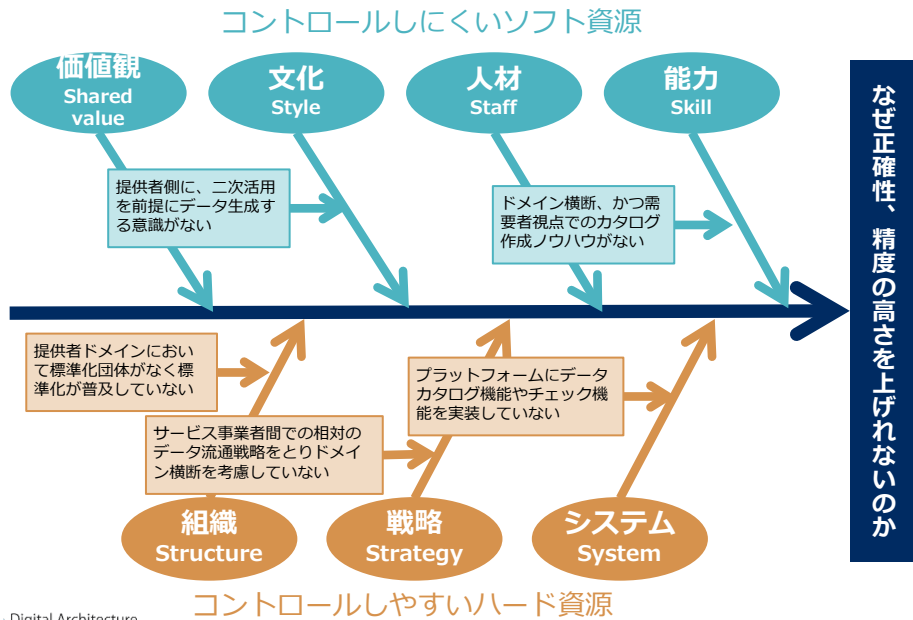 コントロールしにくいソフト資源
価値観
Shared
value
文化
Style
人材
Staff
能力
Skill
提供者側に、二次活用
を前提にデータ生成す
る意識がない
ドメイン横断、かつ需
要者視点でのカタログ
作成ノウハウがない
なぜ正確性、精度の高さを上げれないのか
提供者ドメインにおい
て標準化団体がなく標
準化が普及していない
サービス事業者間での相対の
データ流通戦略をとりドメイ
ン横断を考慮していない
プラットフォームにデータ
カタログ機能やチェック機
能を実装していない
組織
Structure
戦略
Strategy
システム
System
コントロールしやすいハード資源
Digital Architecture